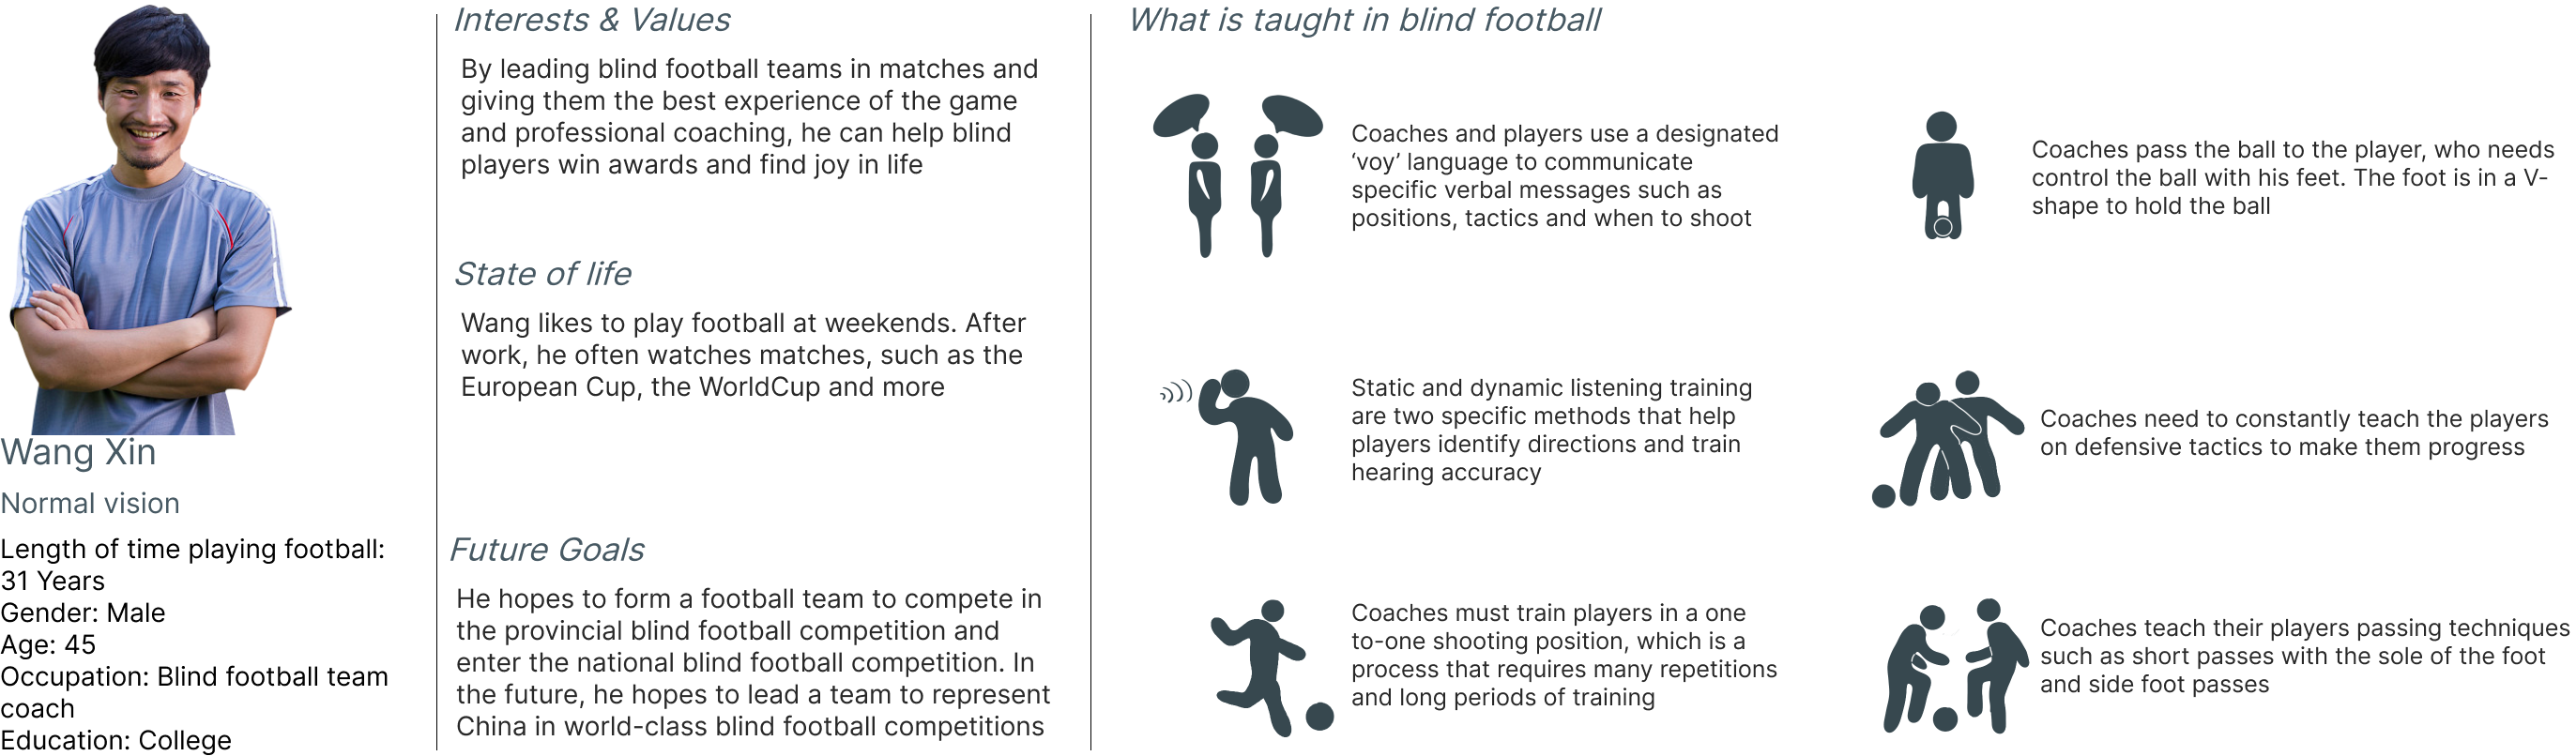 Wang Xin
Normal vision
Length of time playing football:
31 Years
Gender: Male
Age: 45
Occupation: Blind football team
coach
Education: College
Interests & Values
By leading blind football teams in matches and
giving them the best experience of the game
and professional coaching, he can help blind
players win awards and find joy in life
State of life
Wang likes to play football at weekends. After
work, he often watches matches, such as the
European Cup, the WorldCup and more
Future Goals
He hopes to form a football team to compete in
the provincial blind football competition and
enter the national blind football competition. In
the future, he hopes to lead a team to represent
China in world-class blind football competitions
What is taught in blind football
Coaches and players use a designated
‘voy’ language to communicate
specific verbal messages such as
positions, tactics and when to shoot
Coaches pass the ball to the player, who needs
control the ball with his feet. The foot is in a V-
shape to hold the ball
Static and dynamic listening training
are two specific methods that help
players identify directions and train
hearing accuracy
Coaches need to constantly teach the players
on defensive tactics to make them progress
Coaches must train players in a one
to-one shooting position, which is a
process that requires many repetitions
and long periods of training
Coaches teach their players passing techniques
such as short passes with the sole of the foot
and side foot passes